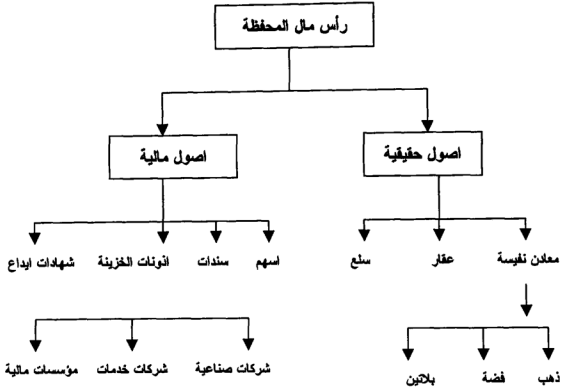 رأس مال المحفظة
اصول حقيقية
اصول مالية
معادن نفيسة
عقار
سلع
اسهم
سندات
اذونات الخزينة
شهادات ايداع
شركات صناعية
شركات خدمات
مؤسسات مالية
ذهب
فضة
بلاتين